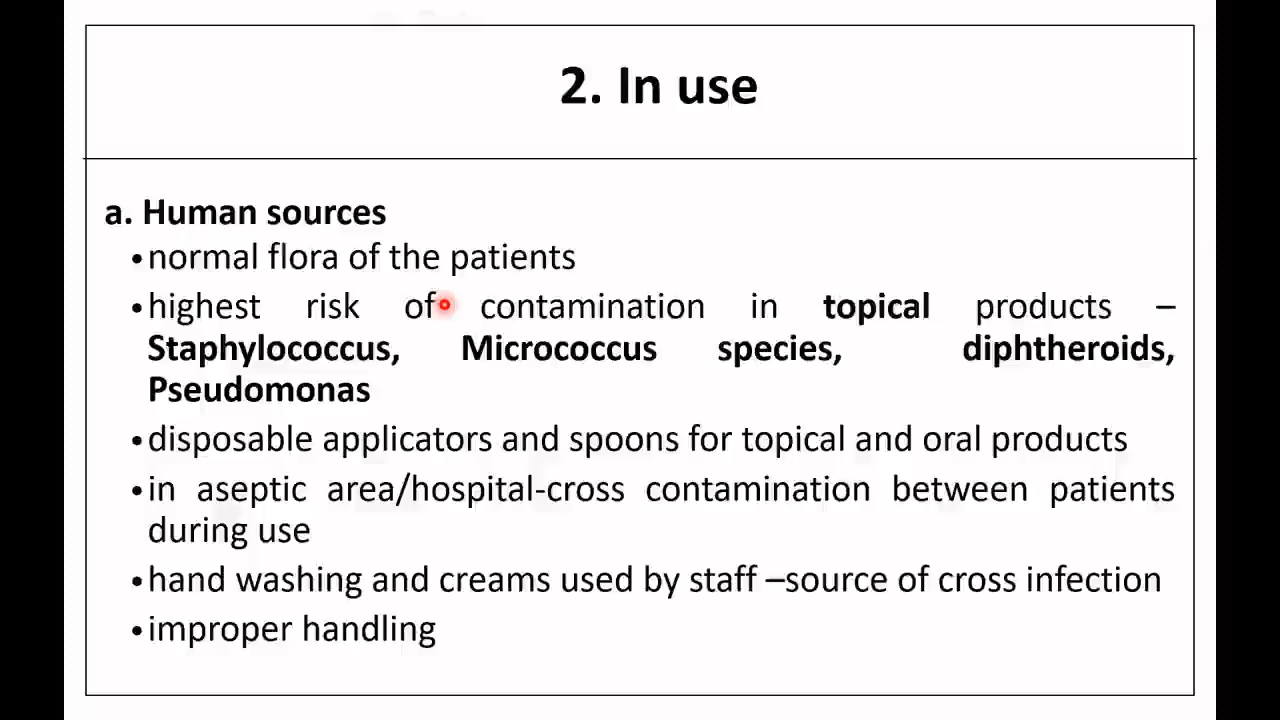 2. In use
a. Human sources
•normal flora of the patients
•highest risk of contamination in topical products –
Staphylococcus, Micrococcus species, diphtheroids,
Pseudomonas
•disposable applicators and spoons for topical and oral products
•in aseptic area/hospital-cross contamination between patients
during use
•hand washing and creams used by staff –source of cross infection
•improper handling